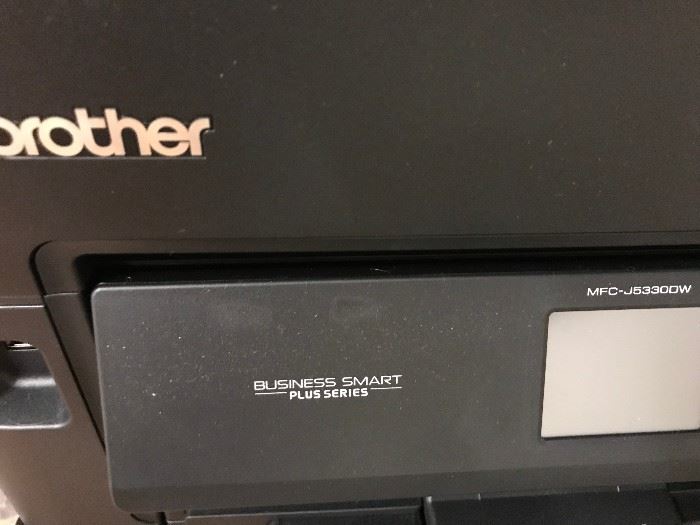 brother
MFC-J5330DW
BUSINESS SMART
PLUS SERIES